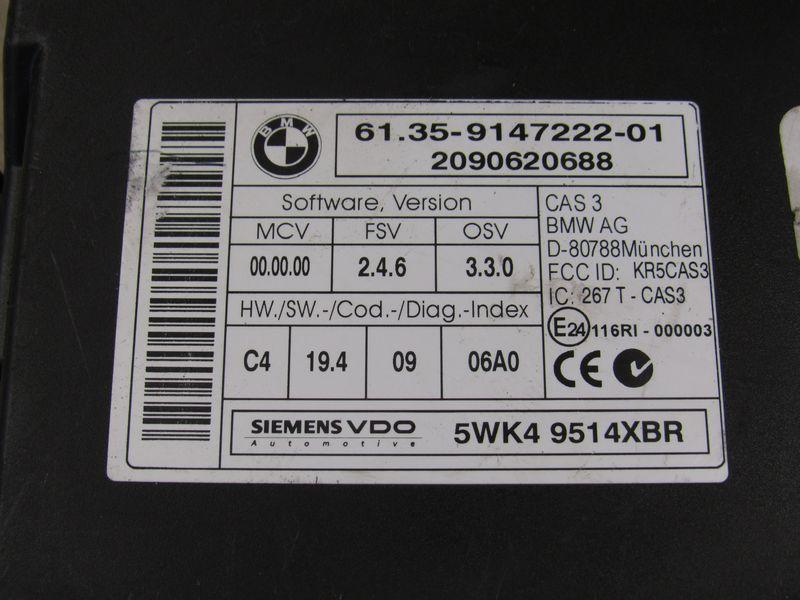 BMW
61.35-9147222-01
2090620688
Software, Version
MCV FSV OSV
00.00.00 2.4.6 3.3.0
HW./SW.-/Cod.-/Diag.-Index
C4 19.4 09 06A0
CAS 3
BMW AG
D-80788München
FCC ID: KR5CAS3
IC: 267 T - CAS3
E24 116RI - 000003
CE
SIEMENS VDO
Automotive
5WK4 9514XBR